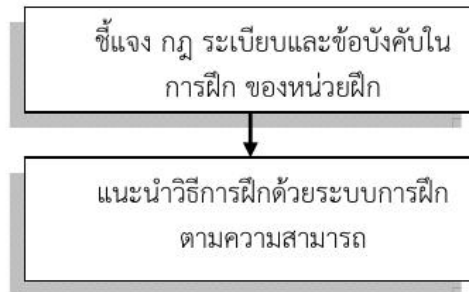 ชี้แจง กฎ ระเบียบและข้อบังคับใน
การฝึก ของหน่วยฝึก
แนะนำวิธีการฝึกด้วยระบบการฝึก
ตามความสามารถ